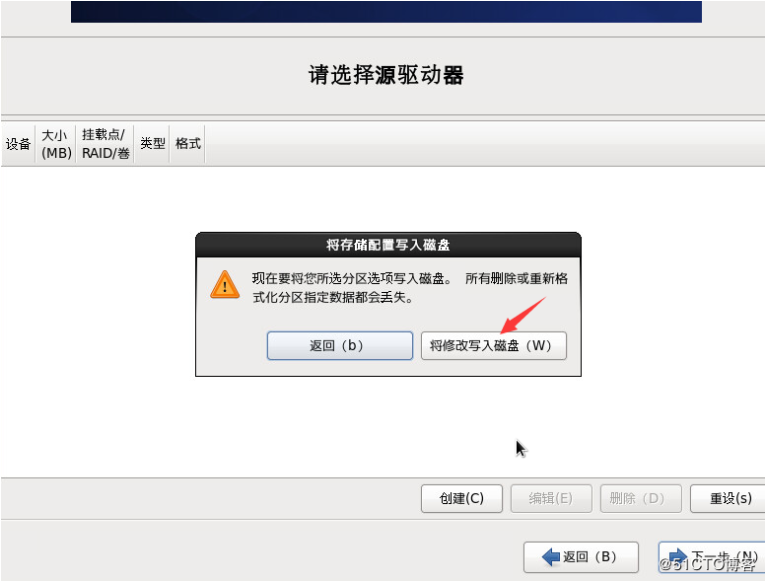 请选择源驱动器
设备
大小
(MB)
挂载点/
RAID/卷
类型
格式
将存储配置写入磁盘
现在要将您所选分区选项写入磁盘。 所有删除或重新格
式化分区指定数据都会丢失。
返回（b）
将修改写入磁盘（W）
创建(C)
编辑(E)
删除（D）
重设(s)
返回（B）
下一步（N）
@51CTO博客